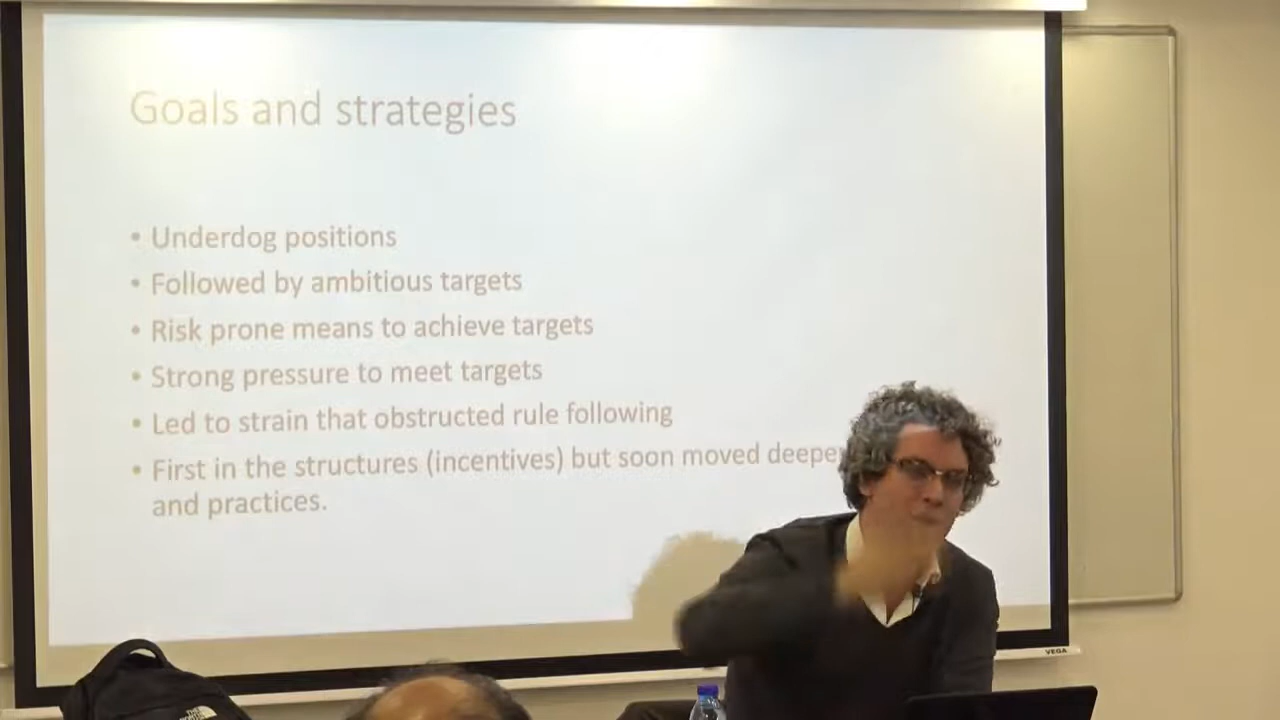 Goals and strategies
• Underdog positions
• Followed by ambitious targets
• Risk prone means to achieve targets
• Strong pressure to meet targets
• Led to strain that obstructed rule following
• First in the structures (incentives) but soon moved deeper
and practices.
VEGA